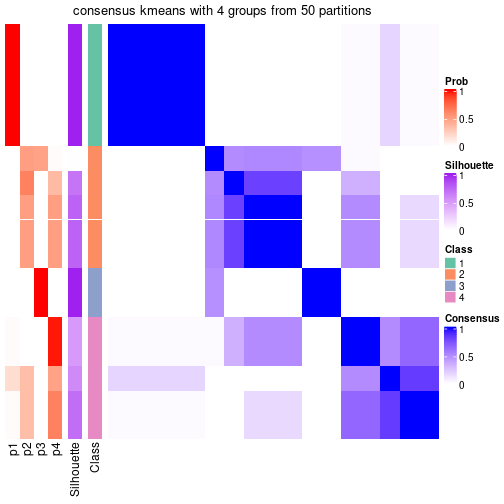 consensus kmeans with 4 groups from 50 partitions
Prob
1
0.5
0
Silhouette
1
0.5
0
Class
1
2
3
4
Consensus
1
0.5
0
p1
p2
p3
p4
Silhouette
Class